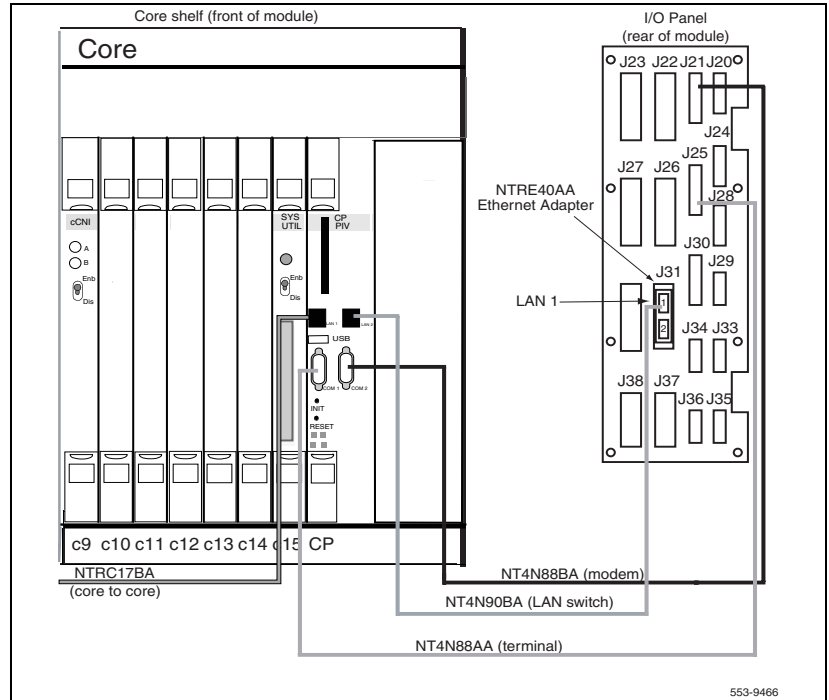 Core shelf (front of module)
I/O Panel
(rear of module)
Core
J23 J22 J21 J20
J24
J25
J27 J26
J28
NTRE40AA
Ethernet Adapter
J30
J29
J31
LAN 1
1
2
J34 J33
J38 J37
J36 J35
cCNI
A
B
Enb
Dis
SYS
UTIL
Enb
Dis
CP
PIV
LAN 1
LAN 2
USB
COM 1
COM 2
INIT
RESET
c9 c10 c11 c12 c13 c14 c15 CP
NTRC17BA
(core to core)
NT4N88BA (modem)
NT4N90BA (LAN switch)
NT4N88AA (terminal)
553-9466